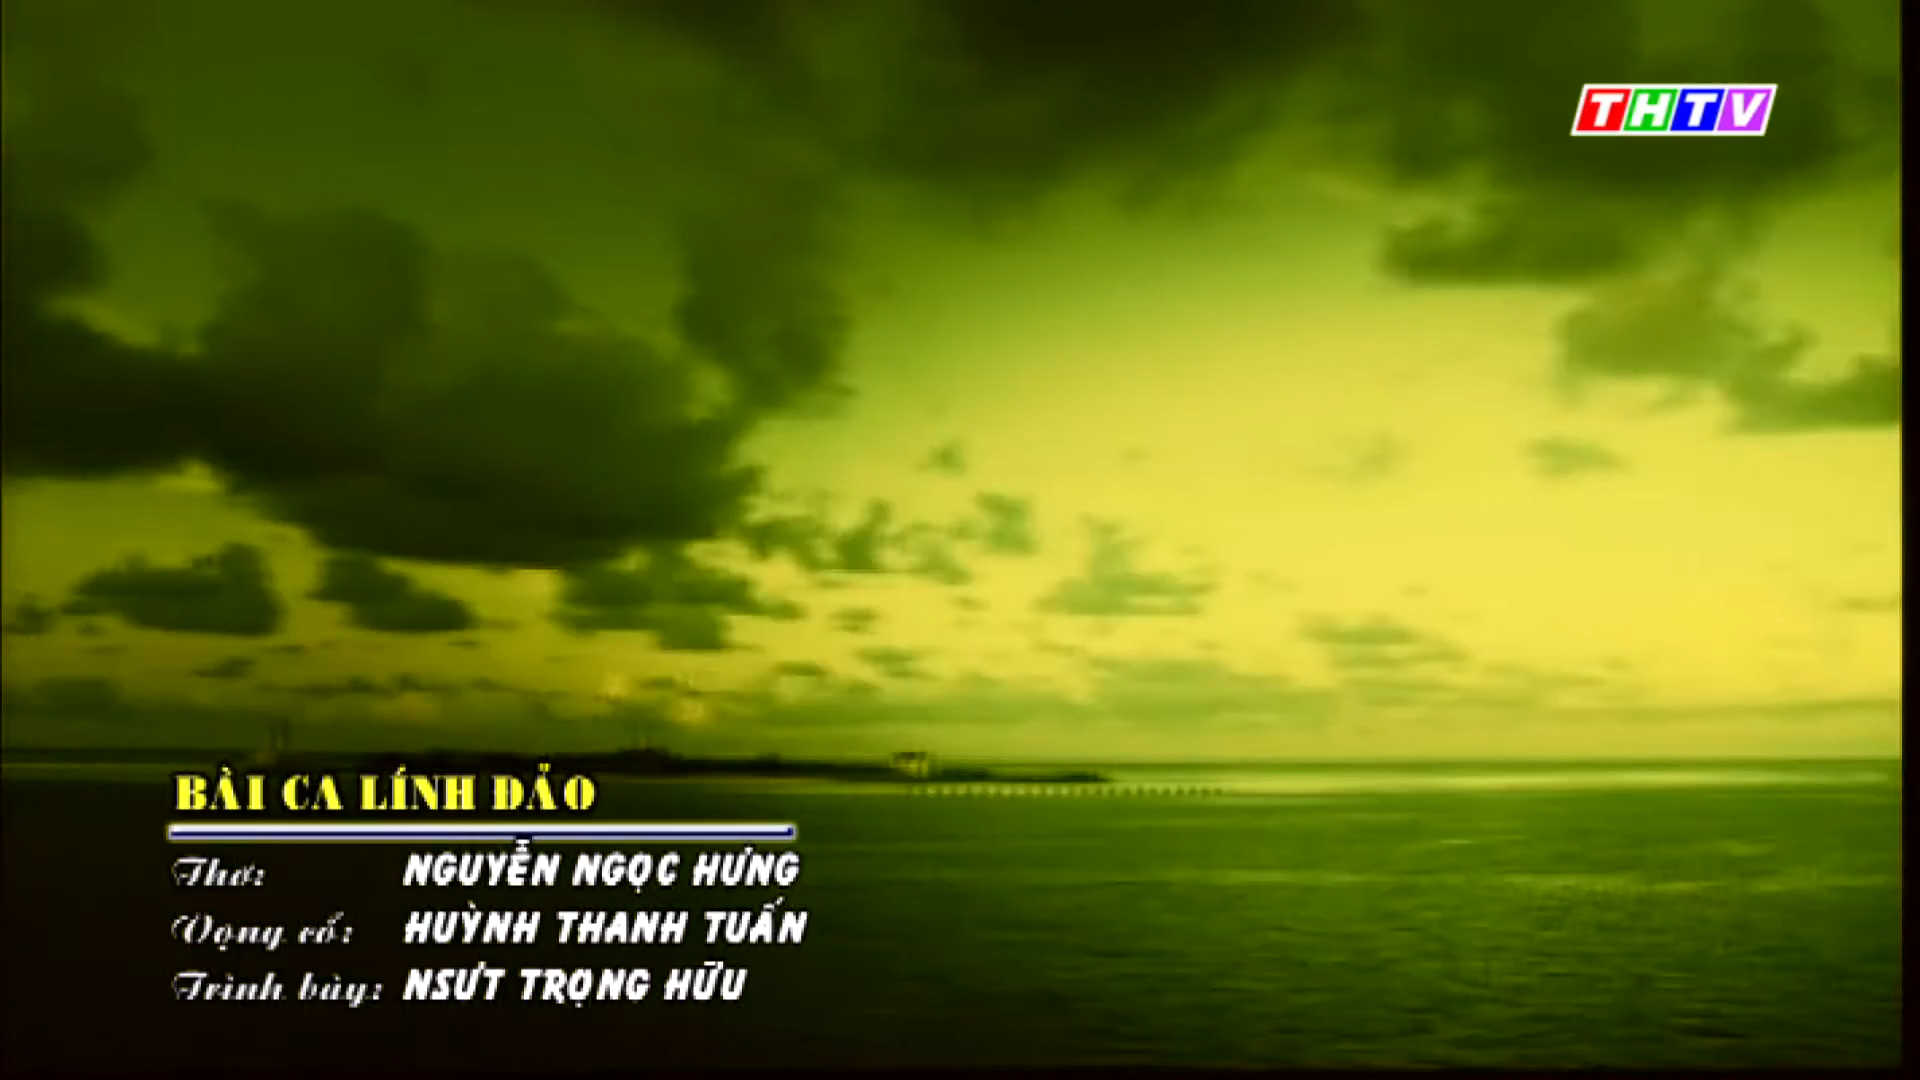 THTV
BÀI CA LÍNH ĐẢO
Thơ: NGUYỄN NGỌC HƯNG
Vọng cổ: HUỲNH THANH TUẤN
Trình bày: NSƯT TRỌNG HỮU